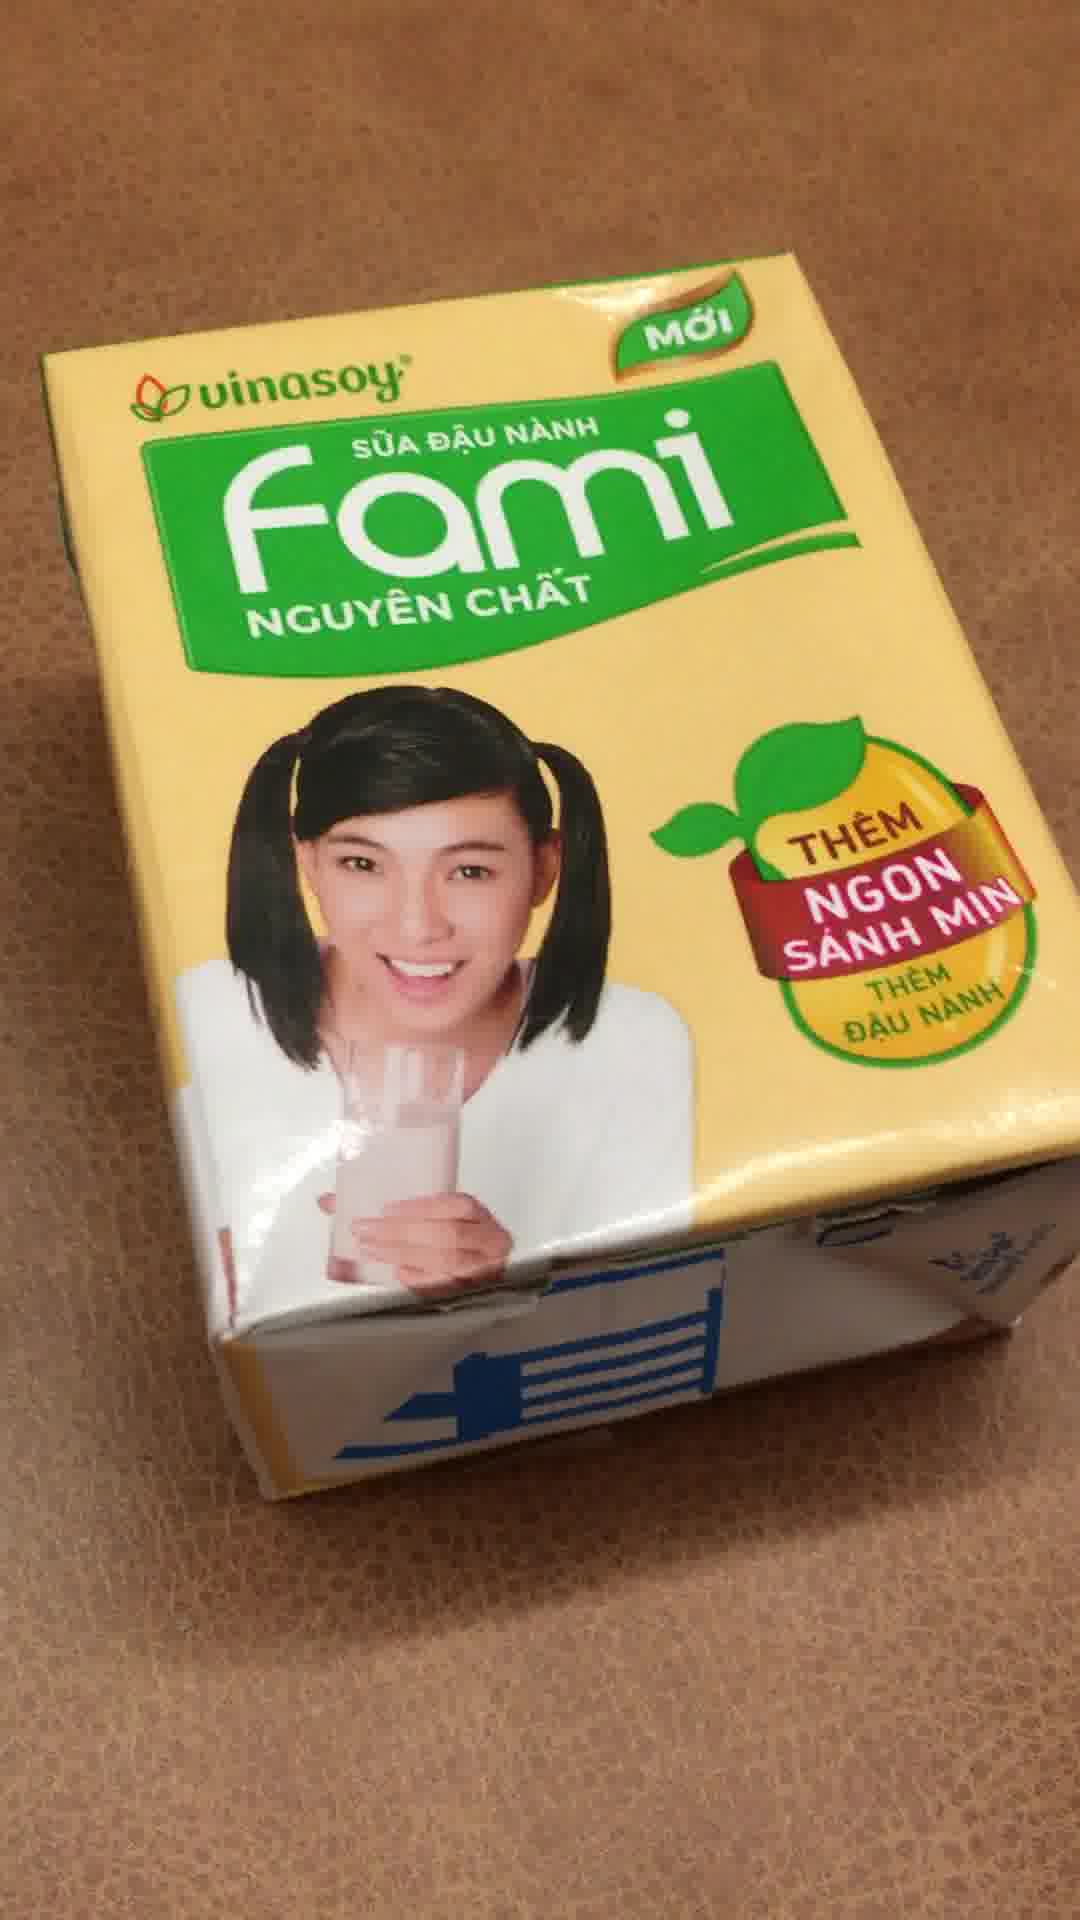 vinasoy
MỚI
SỮA ĐẬU NÀNH
fami
NGUYÊN CHẤT
THÊM
NGON
SÁNH MỊN
THÊM
ĐẬU NÀNH